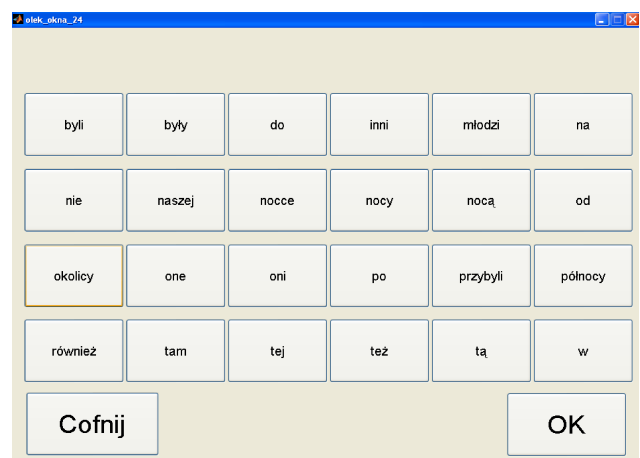 olek_okna_24
byli były do inni młodzi na
nie naszej nocce nocy nocą od
okolicy one oni po przybyli północy
również tam tej też tą w
Cofnij OK